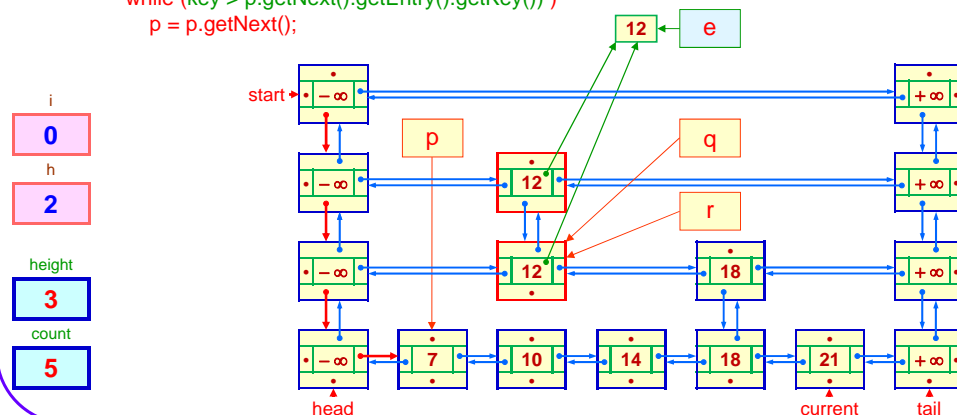 while (key > p.getNext().getEntry().getKey())
p = p.getNext();
12 e
start − ∞ + ∞
i
0
p q
− ∞ 12 + ∞
h
2
r
− ∞ 12 18 + ∞
height
3
count
5
− ∞ 7 10 14 18 21 + ∞
head current tail